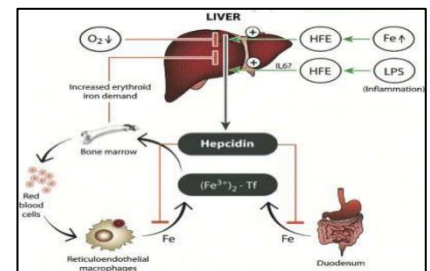 LIVER
O₂↓
+
HFE
Fe↑
IL6?
+
HFE
LPS
(Inflammation)
Increased erythroid
iron demand
Bone marrow
Hepcidin
(Fe³⁺)₂ - Tf
Red
blood
cells
Fe
Fe
Reticuloendothelial
macrophages
Duodenum